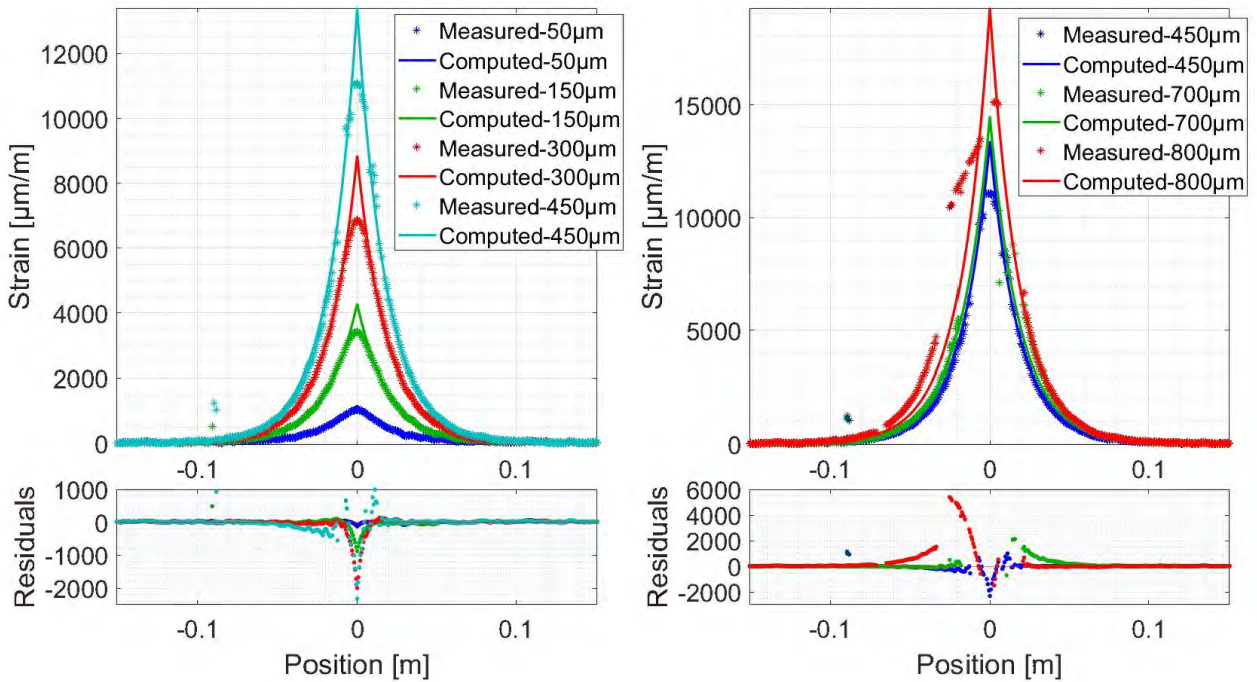 12000
10000
8000
6000
4000
2000
0
Strain [µm/m]
Measured-50µm
Computed-50µm
Measured-150µm
Computed-150µm
Measured-300µm
Computed-300µm
Measured-450µm
Computed-450µm
-0.1
0
0.1
1000
0
-1000
-2000
Residuals
-0.1
0
0.1
Position [m]
15000
10000
5000
0
Strain [µm/m]
Measured-450µm
Computed-450µm
Measured-700µm
Computed-700µm
Measured-800µm
Computed-800µm
-0.1
0
0.1
6000
4000
2000
0
-2000
Residuals
-0.1
0
0.1
Position [m]